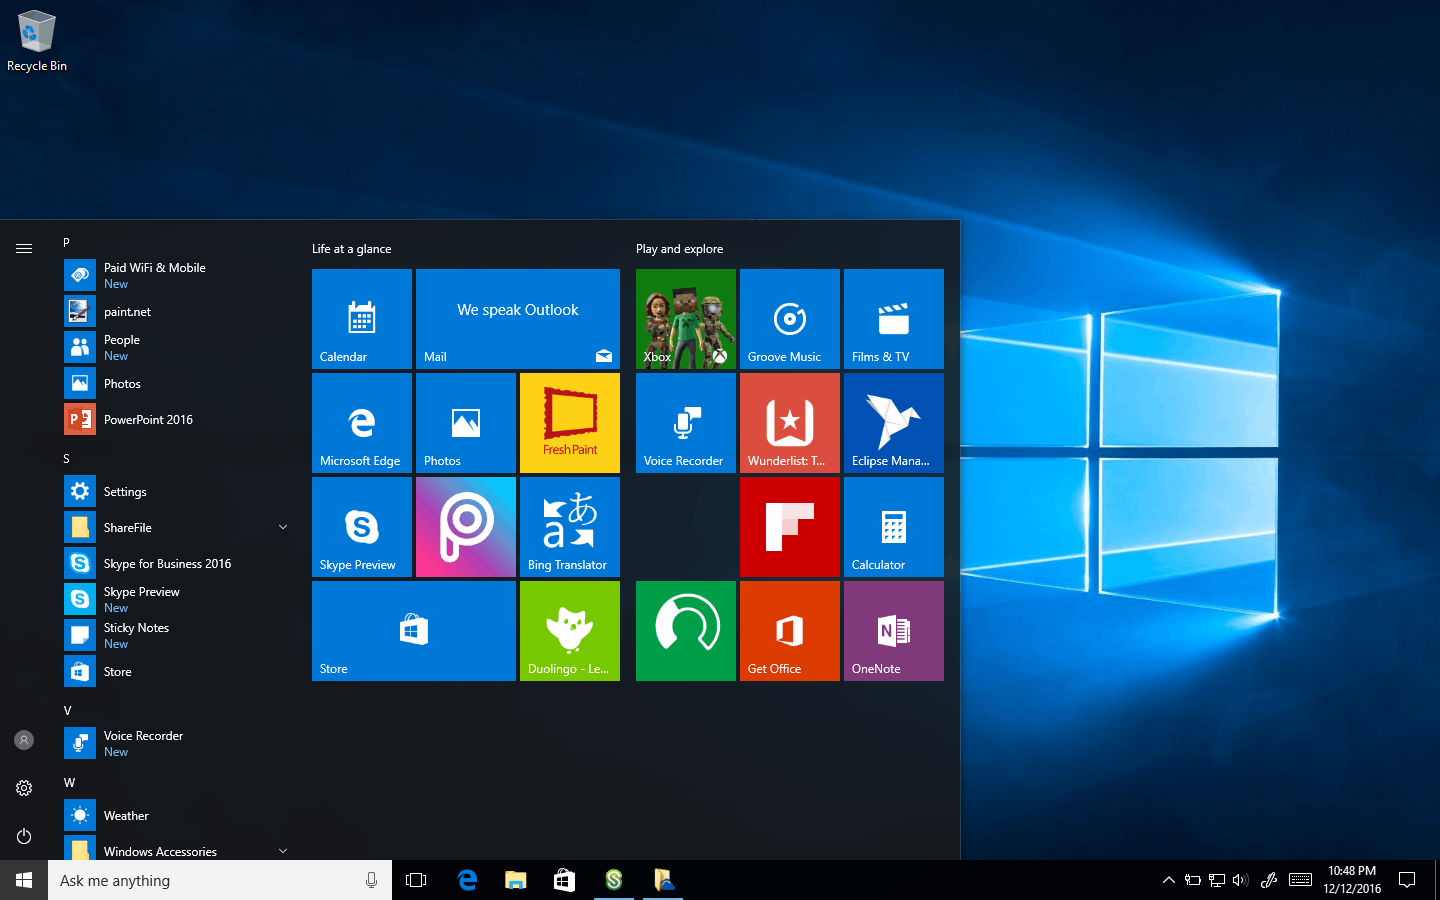 Recycle Bin
P
Paid WiFi & Mobile
New
paint.net
People
New
Photos
PowerPoint 2016
S
Settings
ShareFile
Skype for Business 2016
Skype Preview
New
Sticky Notes
New
Store
V
Voice Recorder
New
W
Weather
Windows Accessories
Life at a glance
Calendar
We speak Outlook
Mail
Microsoft Edge
Photos
FreshPaint
Skype Preview
Bing Translator
Store
Duolingo - Le...
Play and explore
Xbox
Groove Music
Films & TV
Voice Recorder
Wunderlist: T...
Eclipse Mana...
Calculator
Get Office
OneNote
Ask me anything
10:48 PM
12/12/2016